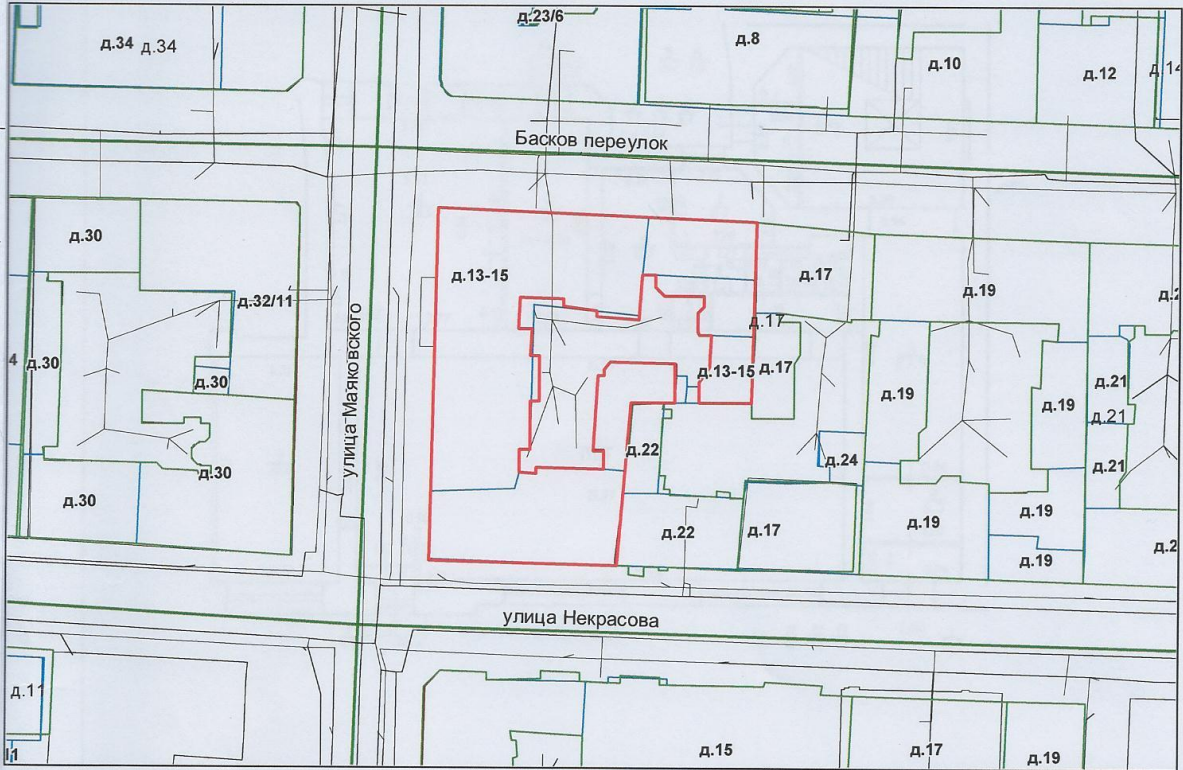 д.34 д.34
д.23/6
д.8
д.10
д.12
Басков переулок
д.30
д.13-15
д.17
д.19
д.32/11
улица Маяковского
д.17
4
д.30
д.30
д.13-15
д.17
д.19
д.19
д.21
д.21
д.22
д.24
д.21
д.30
д.30
д.22
д.17
д.19
д.19
д.19
улица Некрасова
д.11
д.15
д.17
д.19